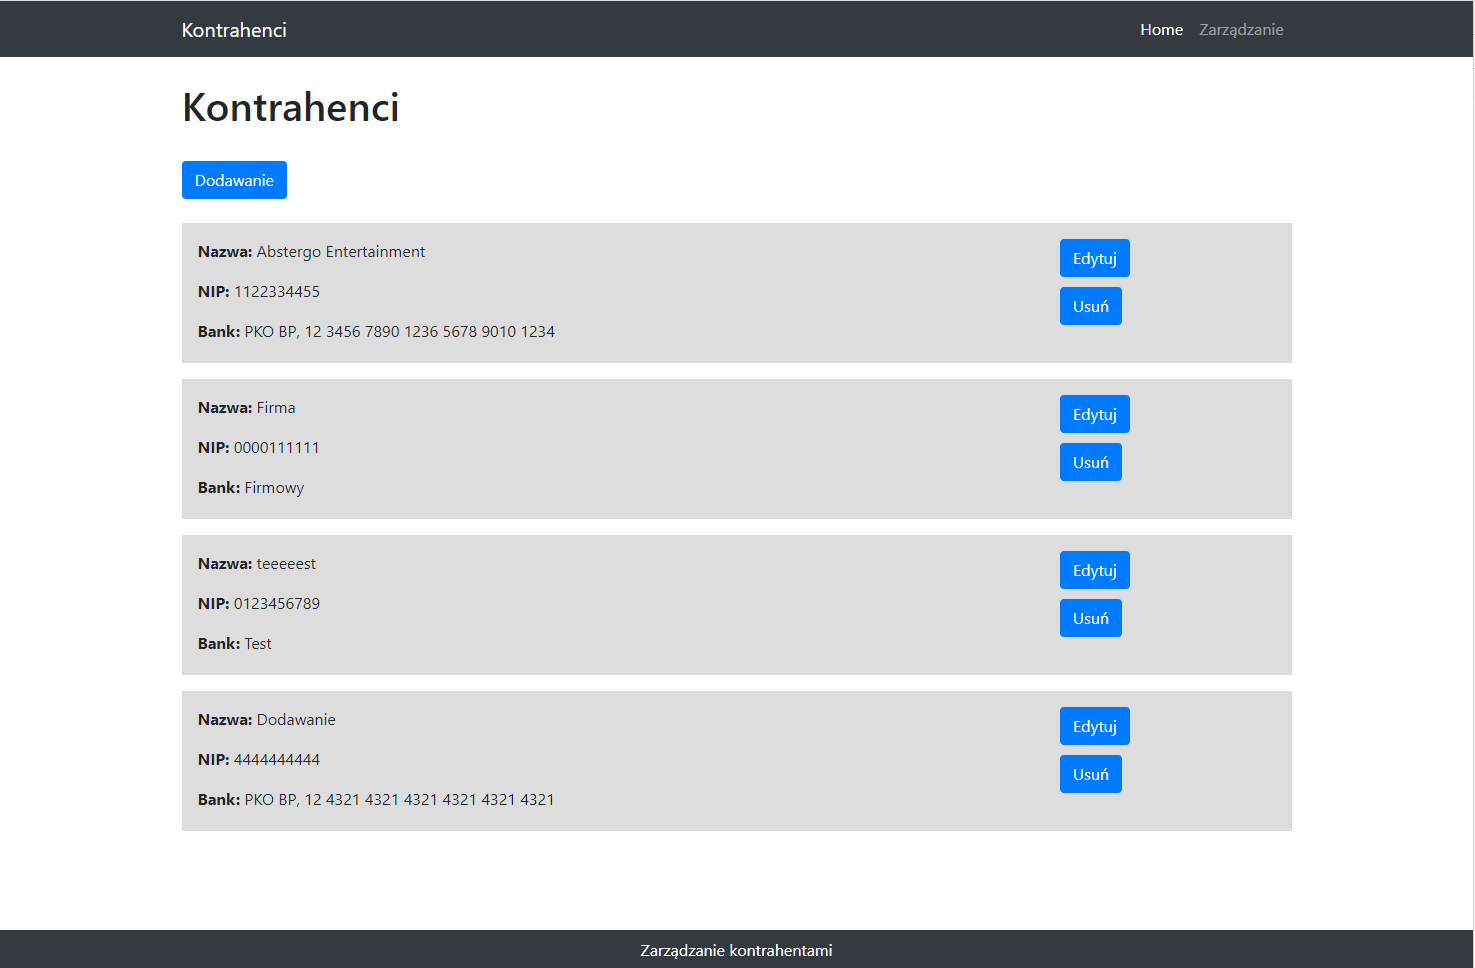 Kontrahenci
Home Zarządzanie
Kontrahenci
Dodawanie
Nazwa: Abstergo Entertainment
Edytuj
NIP: 1122334455
Usuń
Bank: PKO BP, 12 3456 7890 1236 5678 9010 1234
Nazwa: Firma
Edytuj
NIP: 0000111111
Usuń
Bank: Firmowy
Nazwa: teeeeest
Edytuj
NIP: 0123456789
Usuń
Bank: Test
Nazwa: Dodawanie
Edytuj
NIP: 4444444444
Usuń
Bank: PKO BP, 12 4321 4321 4321 4321 4321 4321
Zarządzanie kontrahentami